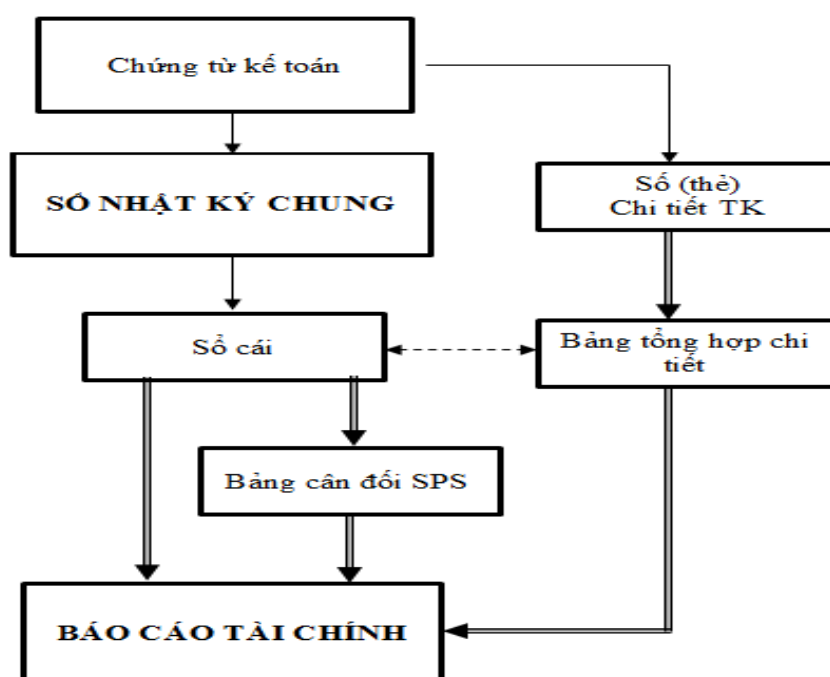 Chứng từ kế toán
SỔ NHẬT KÝ CHUNG
Số (thẻ)
Chi tiết TK
Sổ cái
Bảng tổng hợp chi
tiết
Bảng cân đối SPS
BÁO CÁO TÀI CHÍNH